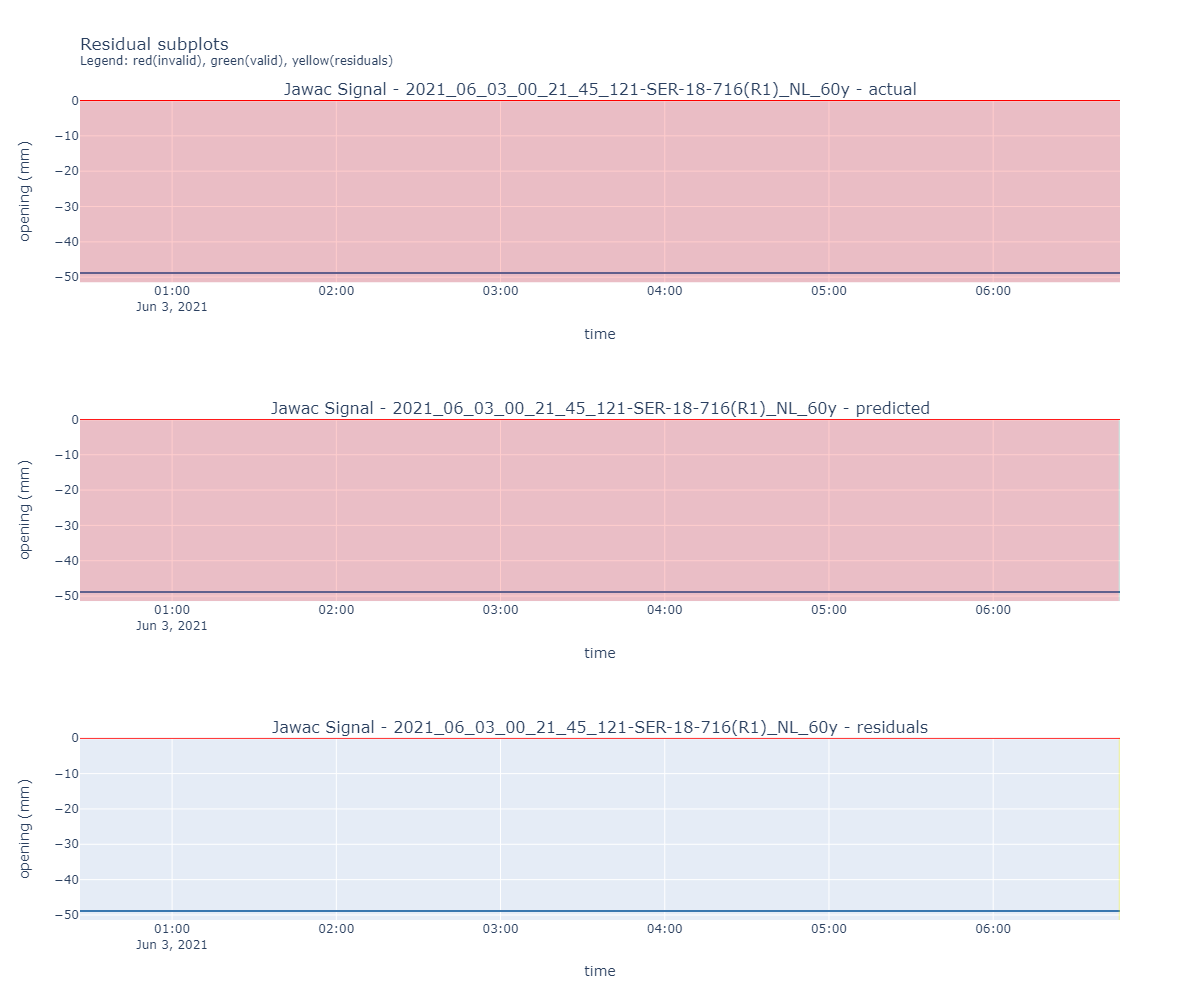 Residual subplots
Legend: red(invalid), green(valid), yellow(residuals)
Jawac Signal - 2021_06_03_00_21_45_121-SER-18-716(R1)_NL_60y - actual
0
−10
−20
−30
−40
−50
opening (mm)
01:00 02:00 03:00 04:00 05:00 06:00
Jun 3, 2021
time
Jawac Signal - 2021_06_03_00_21_45_121-SER-18-716(R1)_NL_60y - predicted
0
−10
−20
−30
−40
−50
opening (mm)
01:00 02:00 03:00 04:00 05:00 06:00
Jun 3, 2021
time
Jawac Signal - 2021_06_03_00_21_45_121-SER-18-716(R1)_NL_60y - residuals
0
−10
−20
−30
−40
−50
opening (mm)
01:00 02:00 03:00 04:00 05:00 06:00
Jun 3, 2021
time